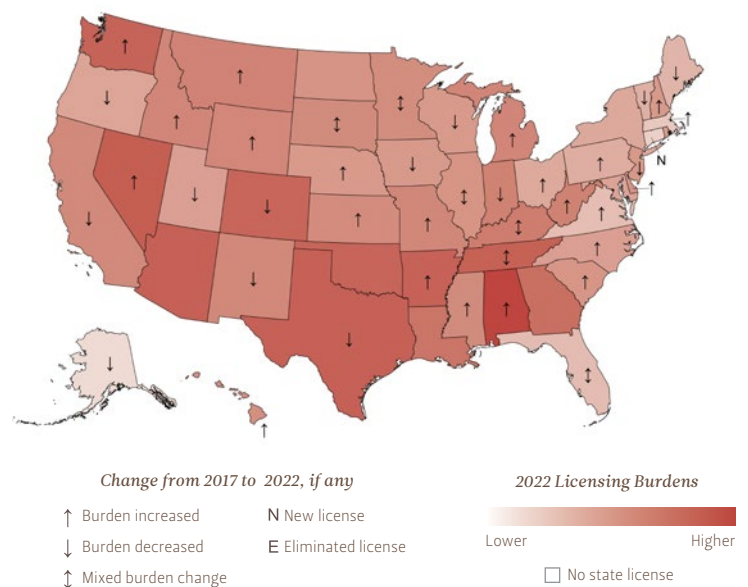 N
Change from 2017 to 2022, if any
2022 Licensing Burdens
↑ Burden increased
N New license
↓ Burden decreased
E Eliminated license
Lower
Higher
↕ Mixed burden change
No state license